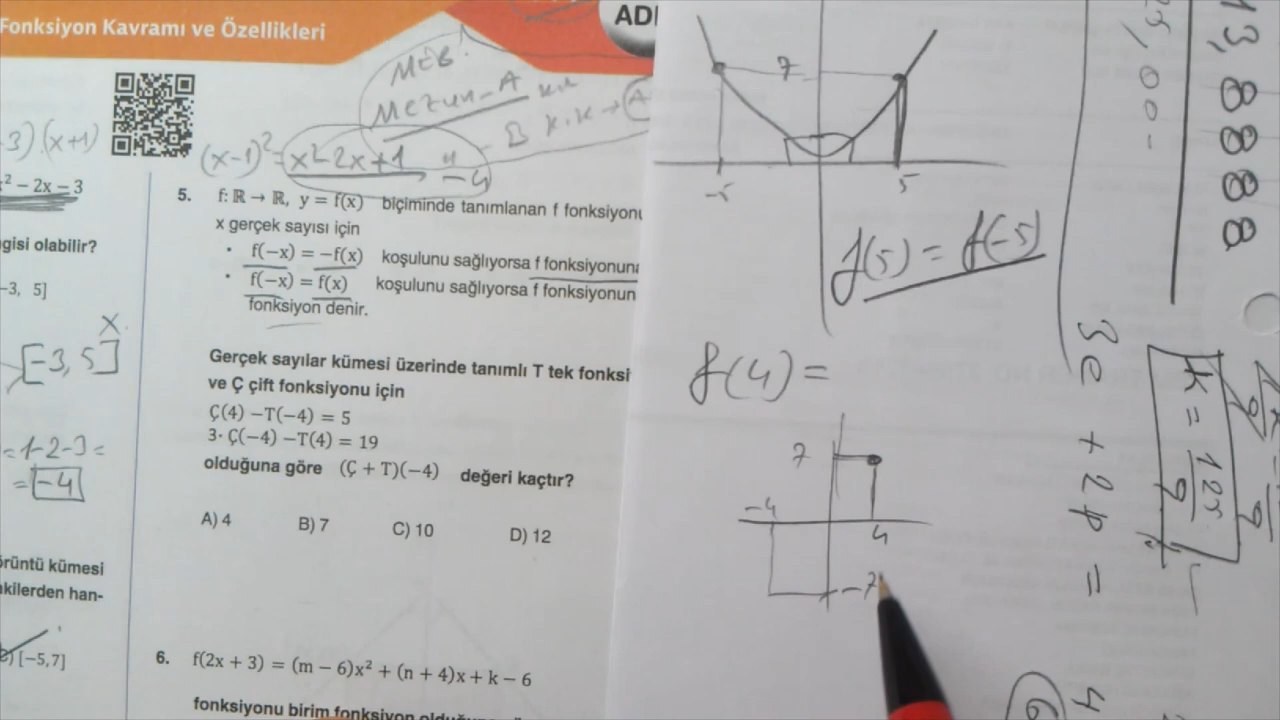 Fonksiyon Kavramı ve Özellikleri
MEB.
MEZUN-A
3).(x+1)
(x-1)² = x²-2x+1 -4
² − 2x − 3
gisi olabilir?
−3, 5]
[-3, 5] x
= 1-2-3 =
= -4
örüntü kümesi
kilerden han-
[−5,7]
5. f: ℝ → ℝ, y = f(x) biçiminde tanımlanan f fonksiyonu
x gerçek sayısı için
• f(−x) = −f(x) koşulunu sağlıyorsa f fonksiyonuna
• f(−x) = f(x) koşulunu sağlıyorsa f fonksiyonun
fonksiyon denir.
Gerçek sayılar kümesi üzerinde tanımlı T tek fonksi
ve Ç çift fonksiyonu için
Ç(4) −T(−4) = 5
3· Ç(−4) −T(4) = 19
olduğuna göre (Ç + T)(−4) değeri kaçtır?
A) 4 B) 7 C) 10 D) 12
6. f(2x + 3) = (m − 6)x² + (n + 4)x + k − 6
fonksiyonu birim fonksiyon
7
-5 5
f(5) = f(-5)
f(4) =
7
-4 4
-7
13,8888
3e + 2p =
k = 125/9